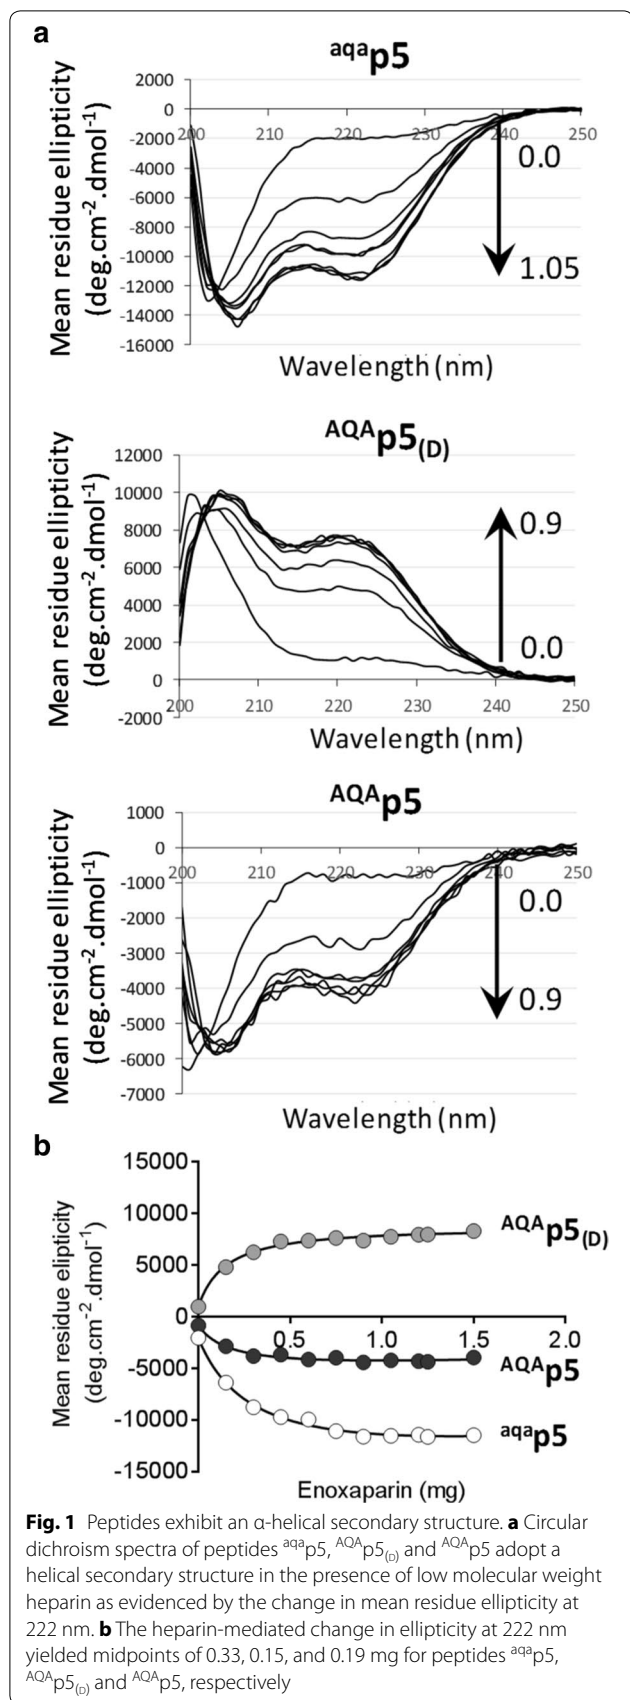 a
aqap5
Mean residue ellipticity
(deg.cm-2.dmol-1)
2000
0
-2000
-4000
-6000
-8000
-10000
-12000
-14000
-16000
200 210 220 230 240 250
0.0
1.05
Wavelength (nm)
AQAp5(D)
Mean residue ellipticity
(deg.cm-2.dmol-1)
12000
10000
8000
6000
4000
2000
0
-2000
200 210 220 230 240 250
0.9
0.0
Wavelength (nm)
AQAp5
Mean residue ellipticity
(deg.cm-2.dmol-1)
1000
0
-1000
-2000
-3000
-4000
-5000
-6000
-7000
200 210 220 230 240 250
0.0
0.9
Wavelength (nm)
b
Mean residue elipticity
(deg.cm-2.dmol-1)
15000
10000
5000
0
-5000
-10000
-15000
0.5 1.0 1.5 2.0
AQAp5(D)
AQAp5
aqap5
Enoxaparin (mg)
Fig. 1 Peptides exhibit an α-helical secondary structure. a Circular
dichroism spectra of peptides aqap5, AQAp5(D) and AQAp5 adopt a
helical secondary structure in the presence of low molecular weight
heparin as evidenced by the change in mean residue ellipticity at
222 nm. b The heparin-mediated change in ellipticity at 222 nm
yielded midpoints of 0.33, 0.15, and 0.19 mg for peptides aqap5,
AQAp5(D) and AQAp5, respectively